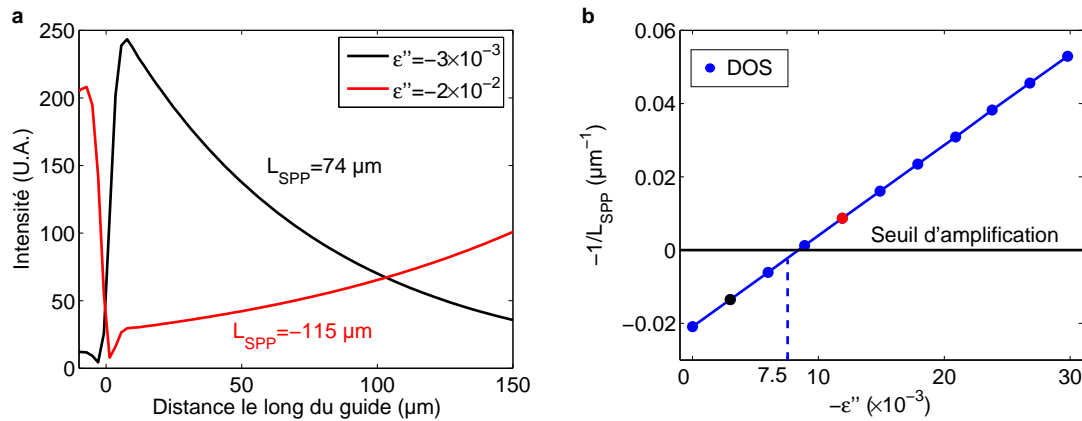 a
250
200
150
100
50
0
Intensité (U.A.)
ε''=−3×10⁻³
ε''=−2×10⁻²
L_SPP=74 µm
L_SPP=−115 µm
0
50
100
150
Distance le long du guide (µm)
b
0.06
0.04
0.02
0
−0.02
−1/L_SPP (µm⁻¹)
DOS
Seuil d'amplification
0
7.5
10
20
30
−ε'' (×10⁻³)